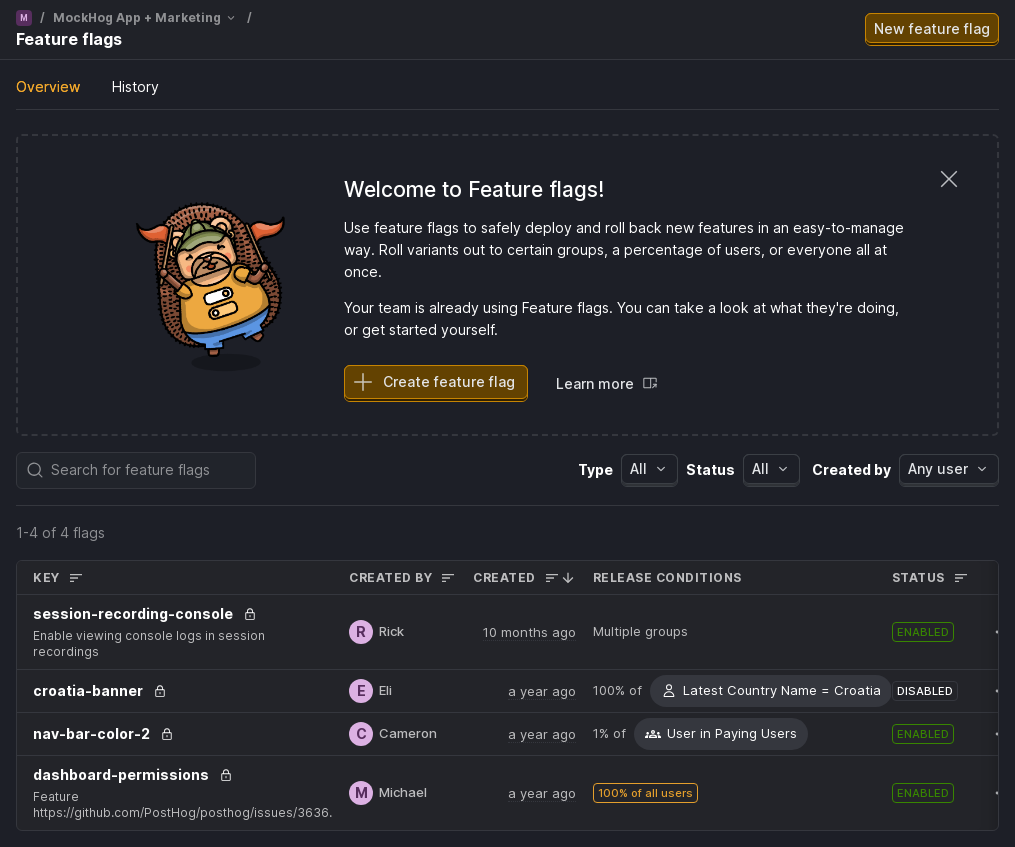 M / MockHog App + Marketing /
Feature flags
New feature flag
Overview History
Welcome to Feature flags!
Use feature flags to safely deploy and roll back new features in an easy-to-manage
way. Roll variants out to certain groups, a percentage of users, or everyone all at
once.
Your team is already using Feature flags. You can take a look at what they're doing,
or get started yourself.
Create feature flag Learn more
Search for feature flags Type All Status All Created by Any user
1-4 of 4 flags
KEY CREATED BY CREATED RELEASE CONDITIONS STATUS
session-recording-console
Enable viewing console logs in session
recordings
R Rick 10 months ago Multiple groups ENABLED
croatia-banner E Eli a year ago 100% of Latest Country Name = Croatia DISABLED
nav-bar-color-2 C Cameron a year ago 1% of User in Paying Users ENABLED
dashboard-permissions
Feature
https://github.com/PostHog/posthog/issues/3636.
M Michael a year ago 100% of all users ENABLED